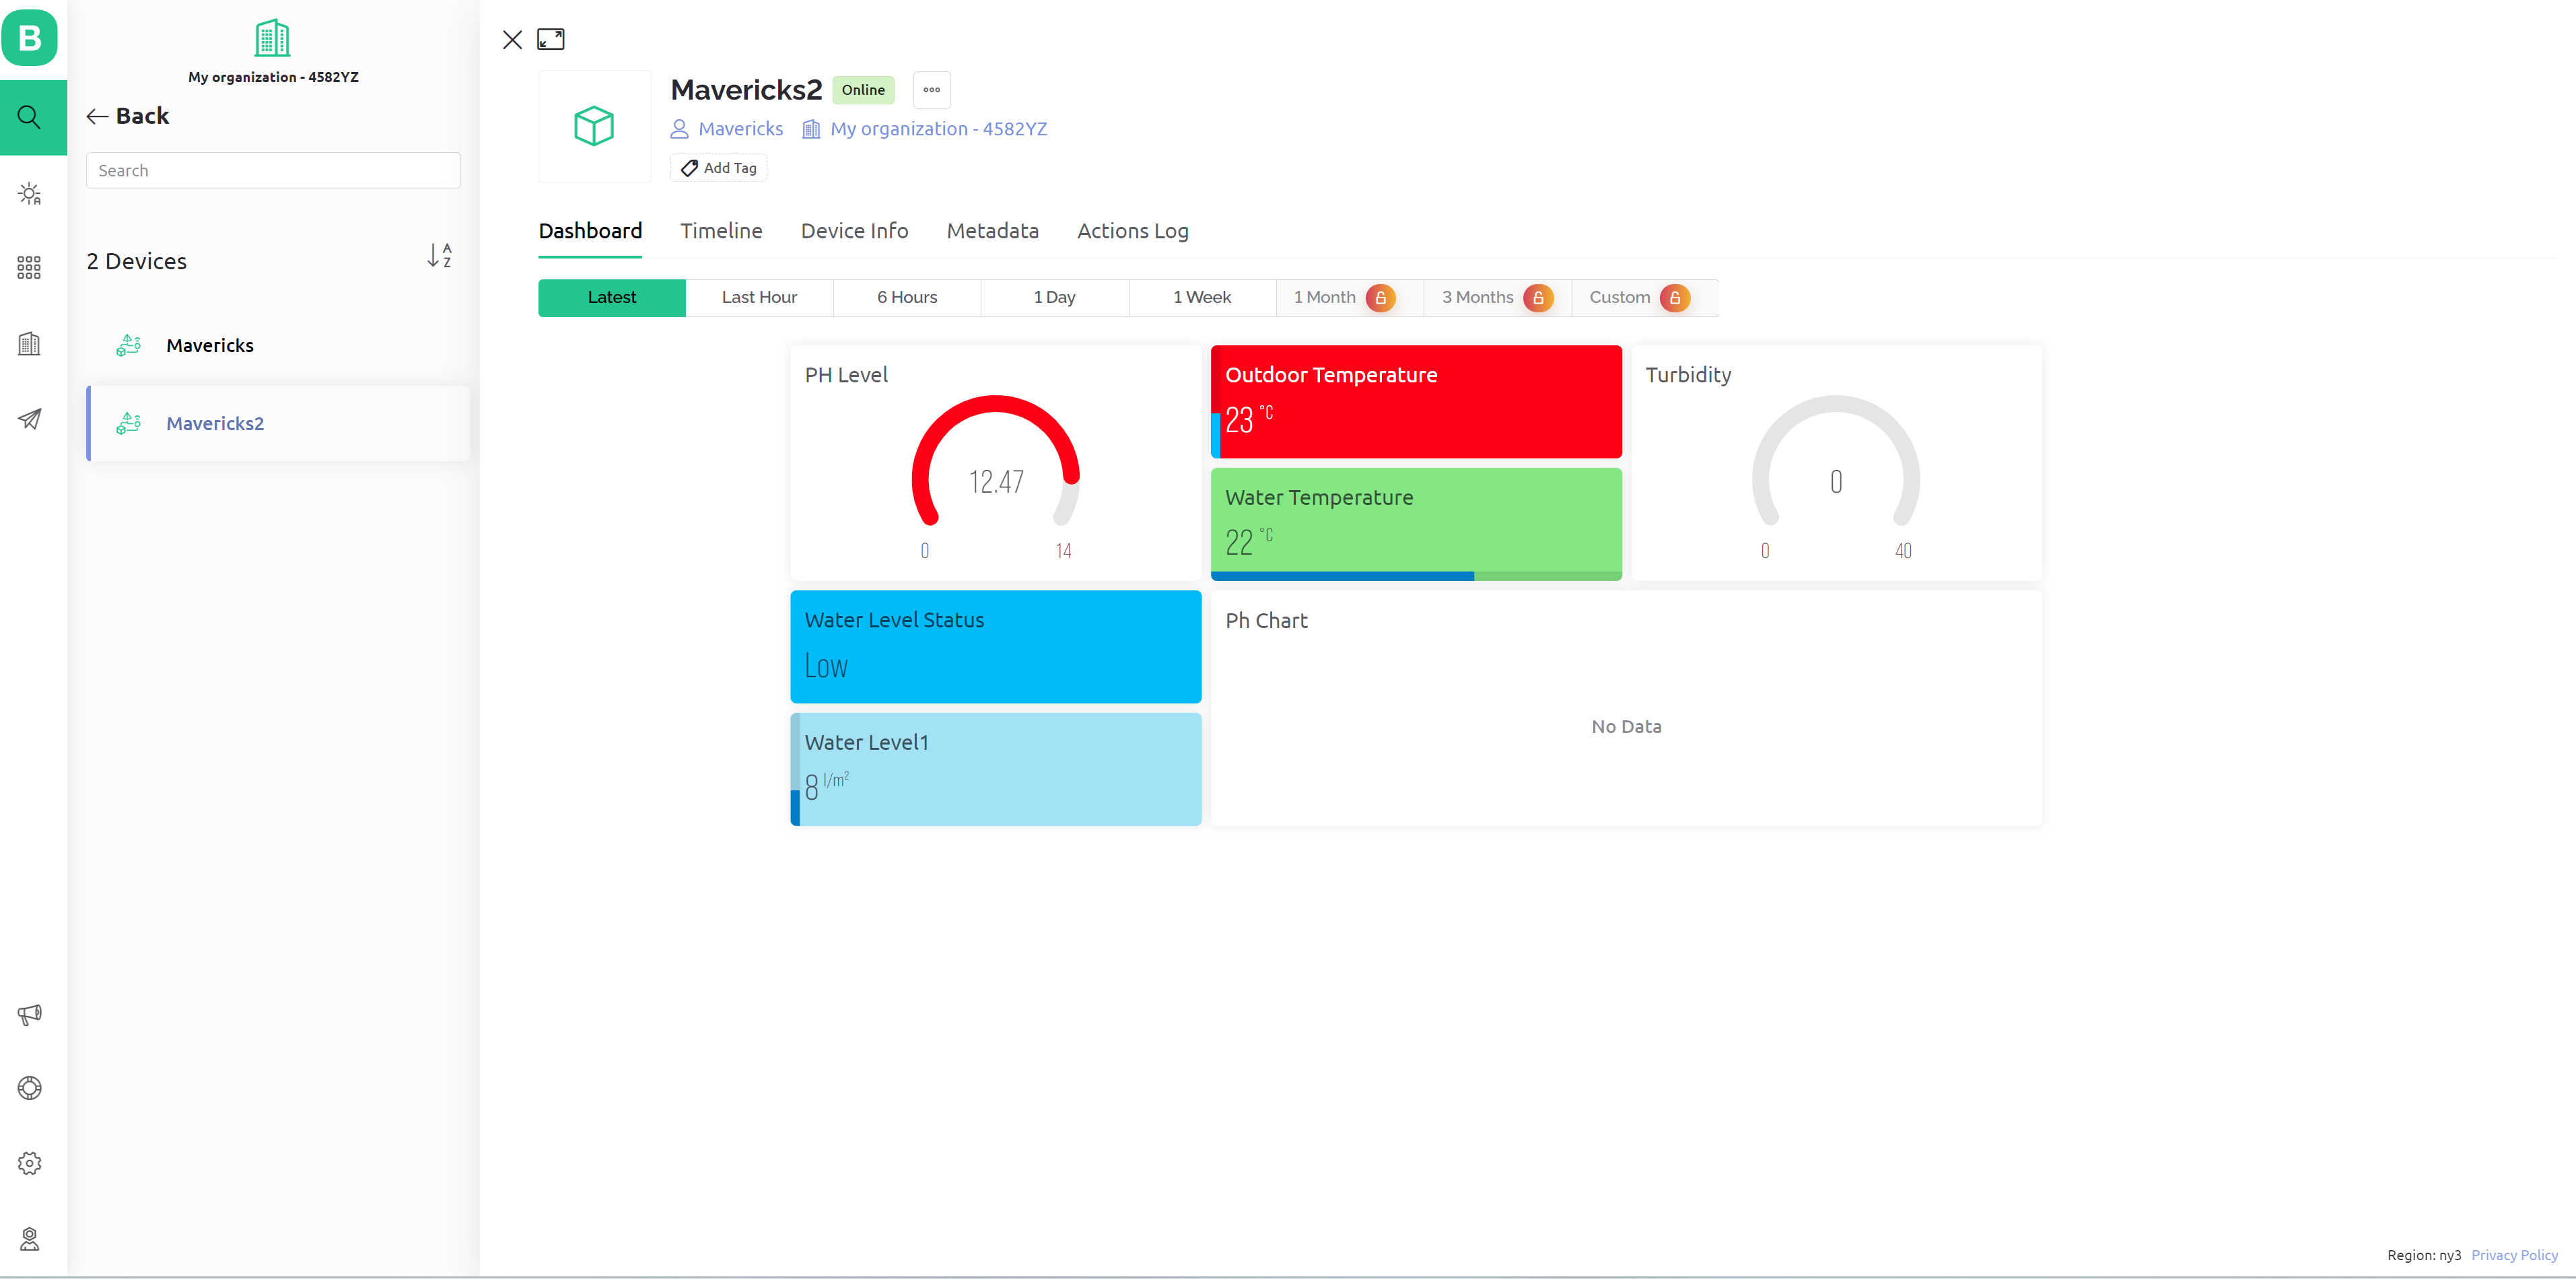 B
My organization - 4582YZ
Back
Search
2 Devices
A
Z
Mavericks
Mavericks2
Mavericks2 Online
Mavericks My organization - 4582YZ
Add Tag
Dashboard Timeline Device Info Metadata Actions Log
Latest Last Hour 6 Hours 1 Day 1 Week 1 Month 3 Months Custom
PH Level
12.47
0 14
Outdoor Temperature
23 °C
Water Temperature
22 °C
Turbidity
0
0 40
Water Level Status
Low
Water Level1
8 l/m²
Ph Chart
No Data
Region: ny3 Privacy Policy